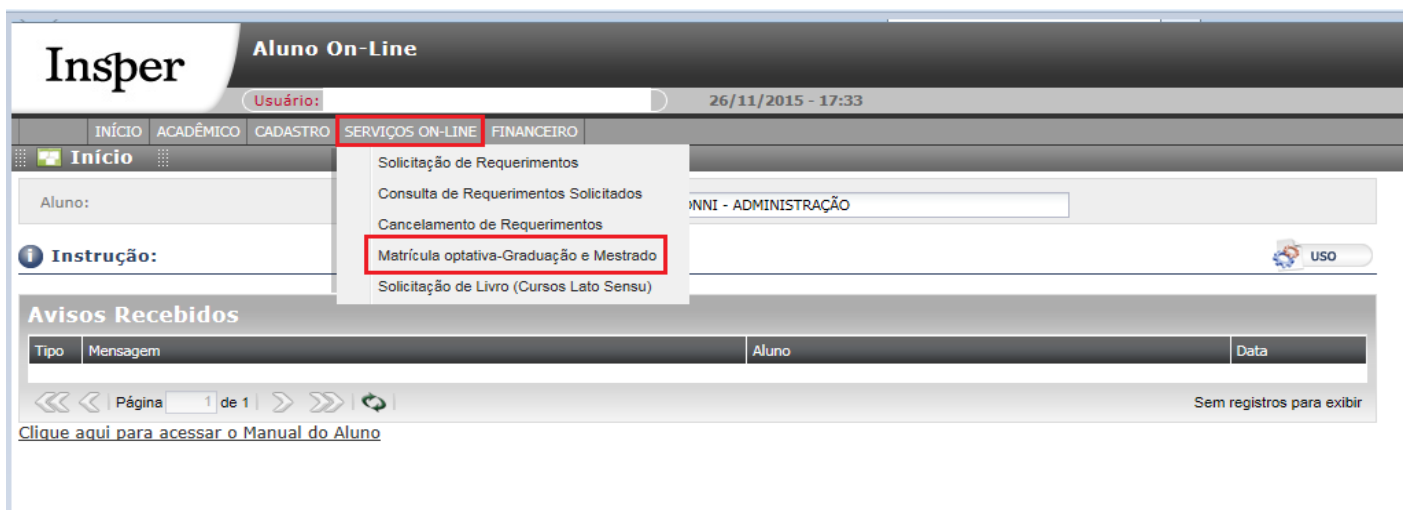 Insper
Aluno On-Line
Usuário:
26/11/2015 - 17:33
INÍCIO ACADÊMICO CADASTRO SERVIÇOS ON-LINE FINANCEIRO
Início
Solicitação de Requerimentos
Consulta de Requerimentos Solicitados
Cancelamento de Requerimentos
Matrícula optativa-Graduação e Mestrado
Solicitação de Livro (Cursos Lato Sensu)
Aluno:
- ADMINISTRAÇÃO
Instrução:
USO
Avisos Recebidos
Tipo Mensagem Aluno Data
Página 1 de 1
Sem registros para exibir
Clique aqui para acessar o Manual do Aluno